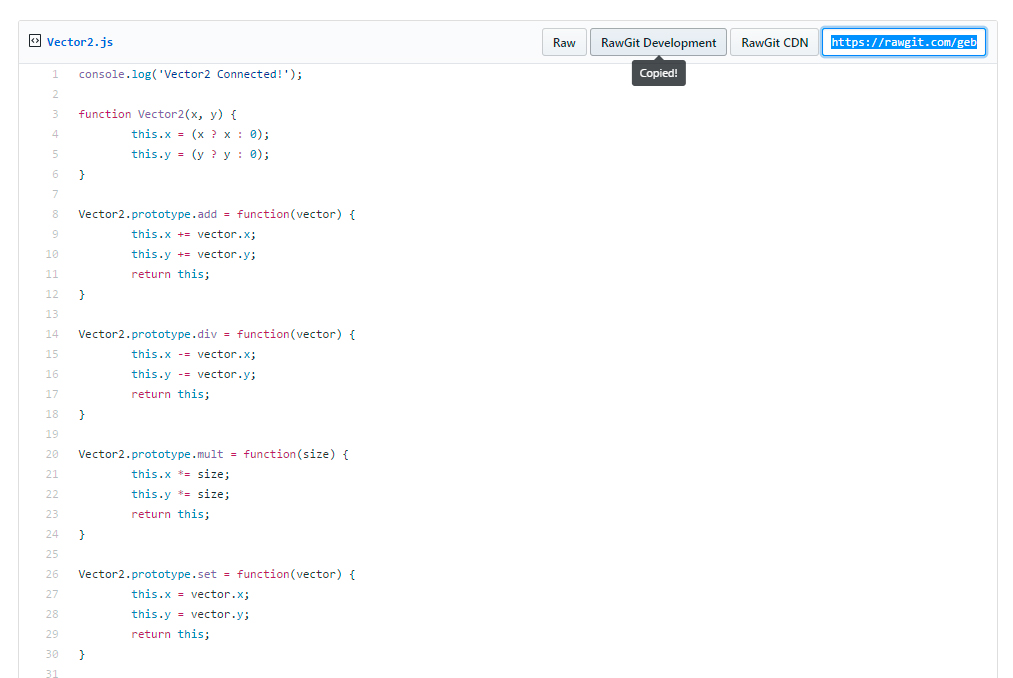 Vector2.js Raw RawGit Development RawGit CDN https://rawgit.com/geb
Copied!
1 console.log('Vector2 Connected!');
2
3 function Vector2(x, y) {
4 this.x = (x ? x : 0);
5 this.y = (y ? y : 0);
6 }
7
8 Vector2.prototype.add = function(vector) {
9 this.x += vector.x;
10 this.y += vector.y;
11 return this;
12 }
13
14 Vector2.prototype.div = function(vector) {
15 this.x -= vector.x;
16 this.y -= vector.y;
17 return this;
18 }
19
20 Vector2.prototype.mult = function(size) {
21 this.x *= size;
22 this.y *= size;
23 return this;
24 }
25
26 Vector2.prototype.set = function(vector) {
27 this.x = vector.x;
28 this.y = vector.y;
29 return this;
30 }
31